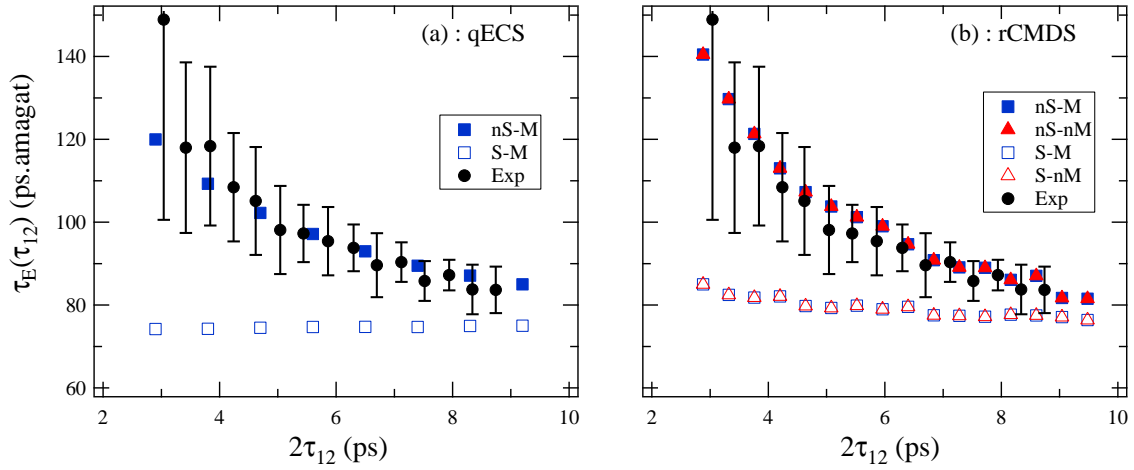 (a) : qECS
nS-M
S-M
Exp
140
120
100
80
60
τE(τ12) (ps.amagat)
2
4
6
8
10
2τ12 (ps)
(b) : rCMDS
nS-M
nS-nM
S-M
S-nM
Exp
2
4
6
8
10
2τ12 (ps)